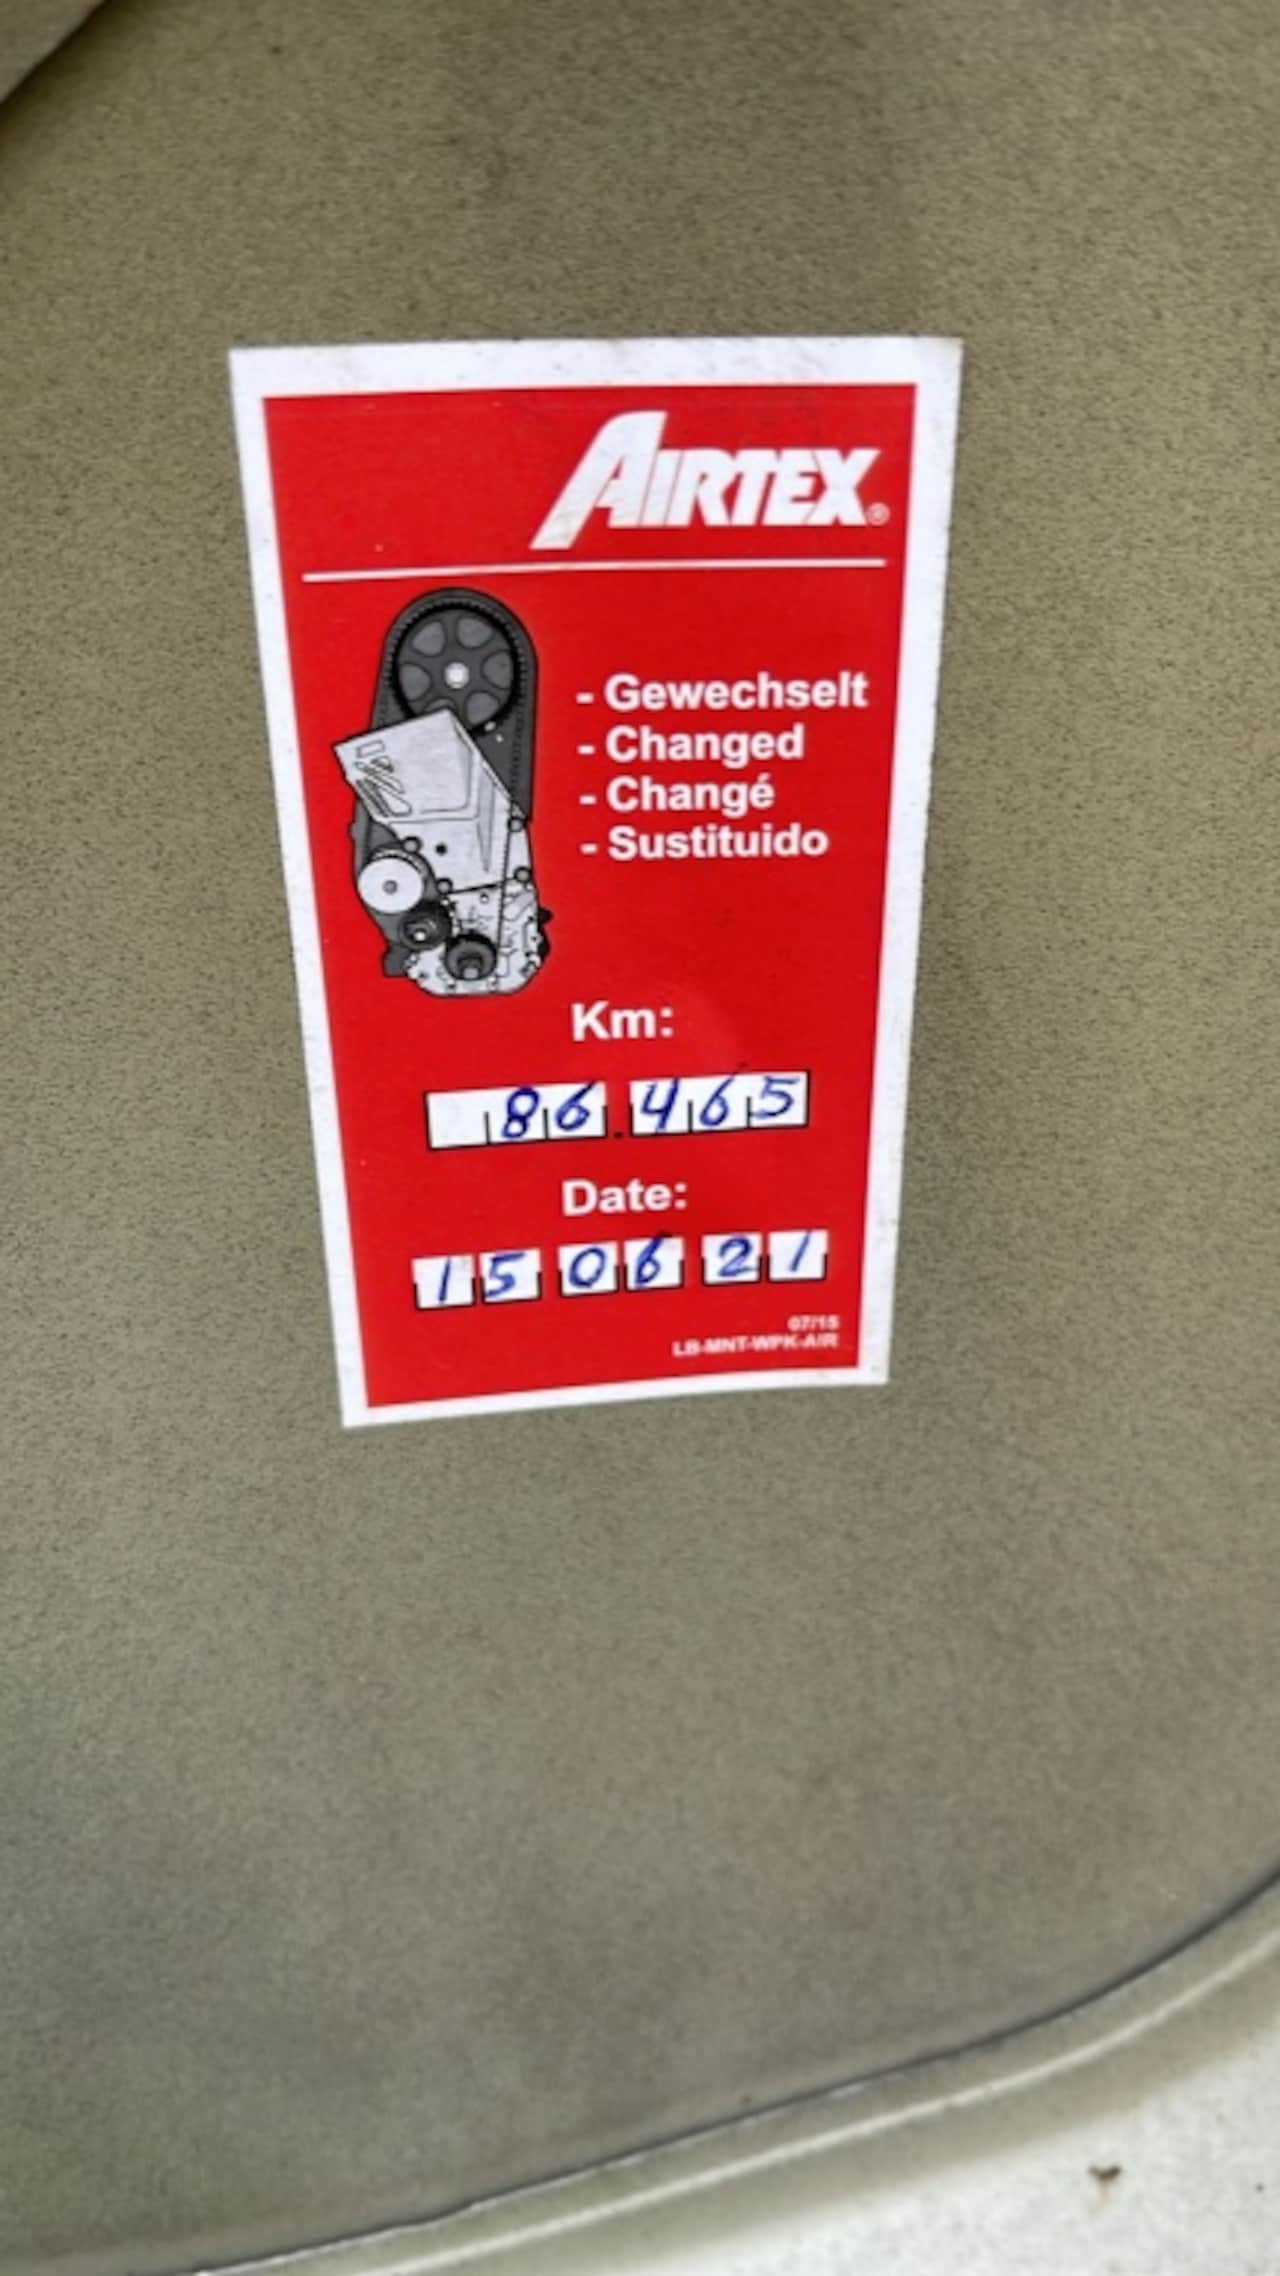 AIRTEX®
- Gewechselt
- Changed
- Changé
- Sustituido
Km:
86.465
Date:
15 06 21
07/15
LB-MNT-WPK-AIR